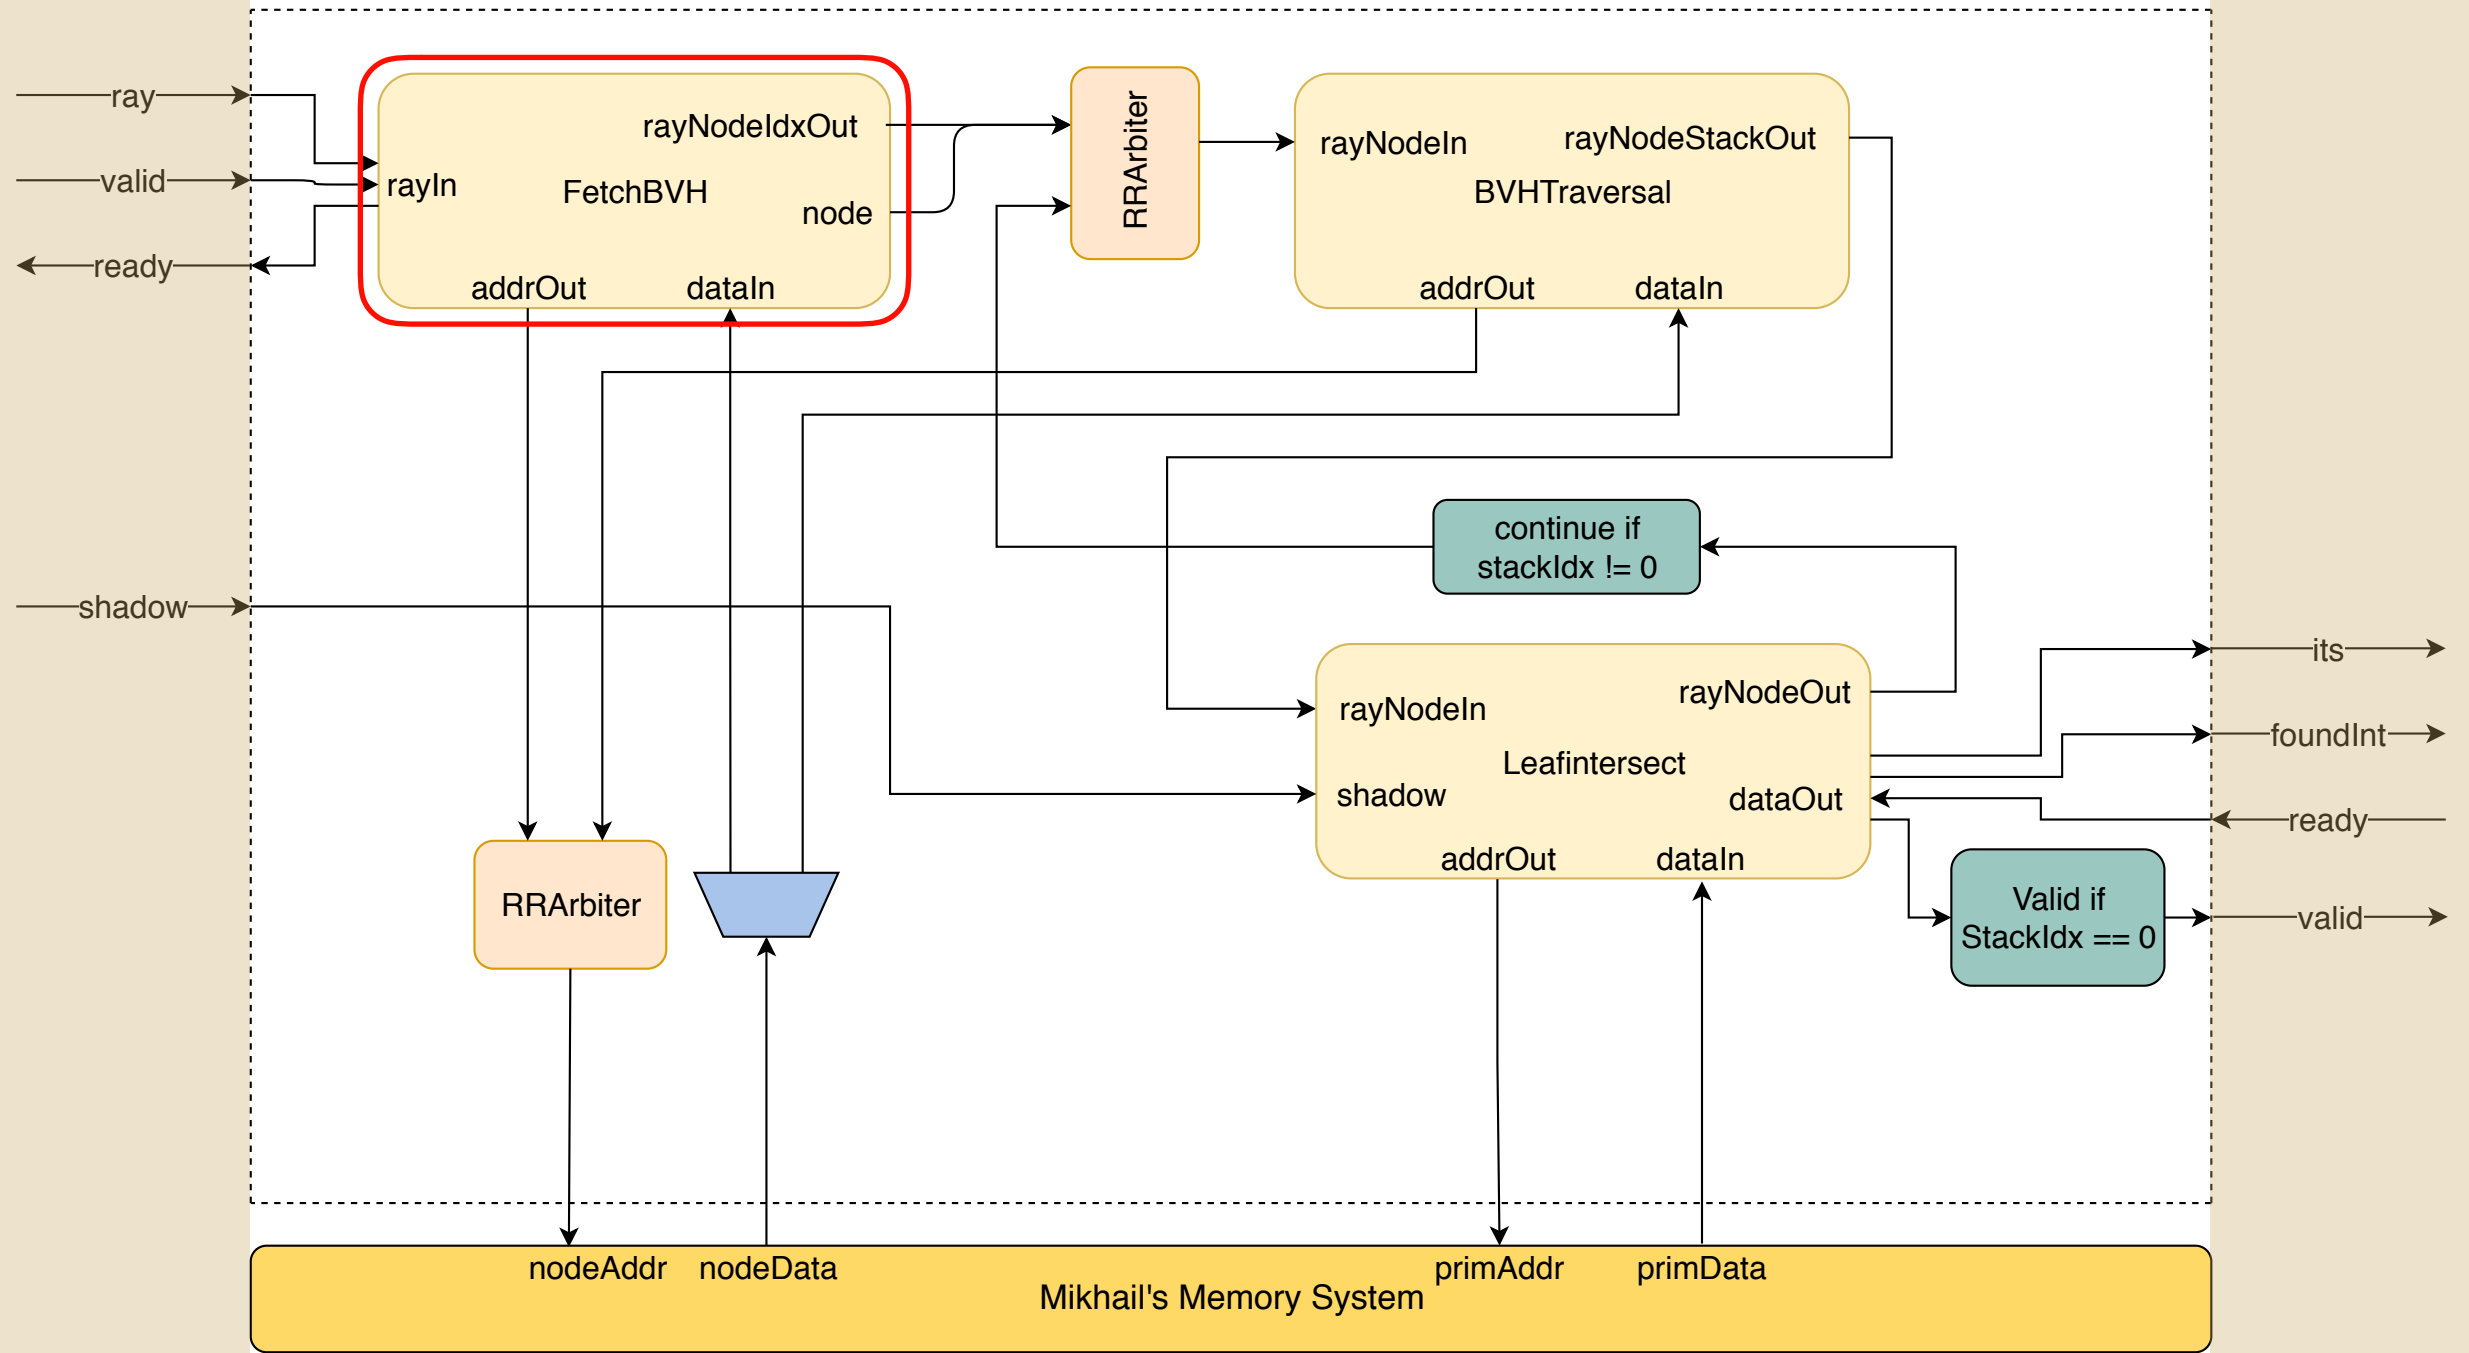 ray
valid
ready
shadow
rayIn
rayNodeIdxOut
FetchBVH
node
addrOut
dataIn
RRArbiter
rayNodeIn
rayNodeStackOut
BVHTraversal
addrOut
dataIn
continue if
stackIdx != 0
rayNodeIn
rayNodeOut
Leafintersect
shadow
dataOut
addrOut
dataIn
its
foundInt
ready
valid
Valid if
StackIdx == 0
RRArbiter
nodeAddr
nodeData
primAddr
primData
Mikhail's Memory System